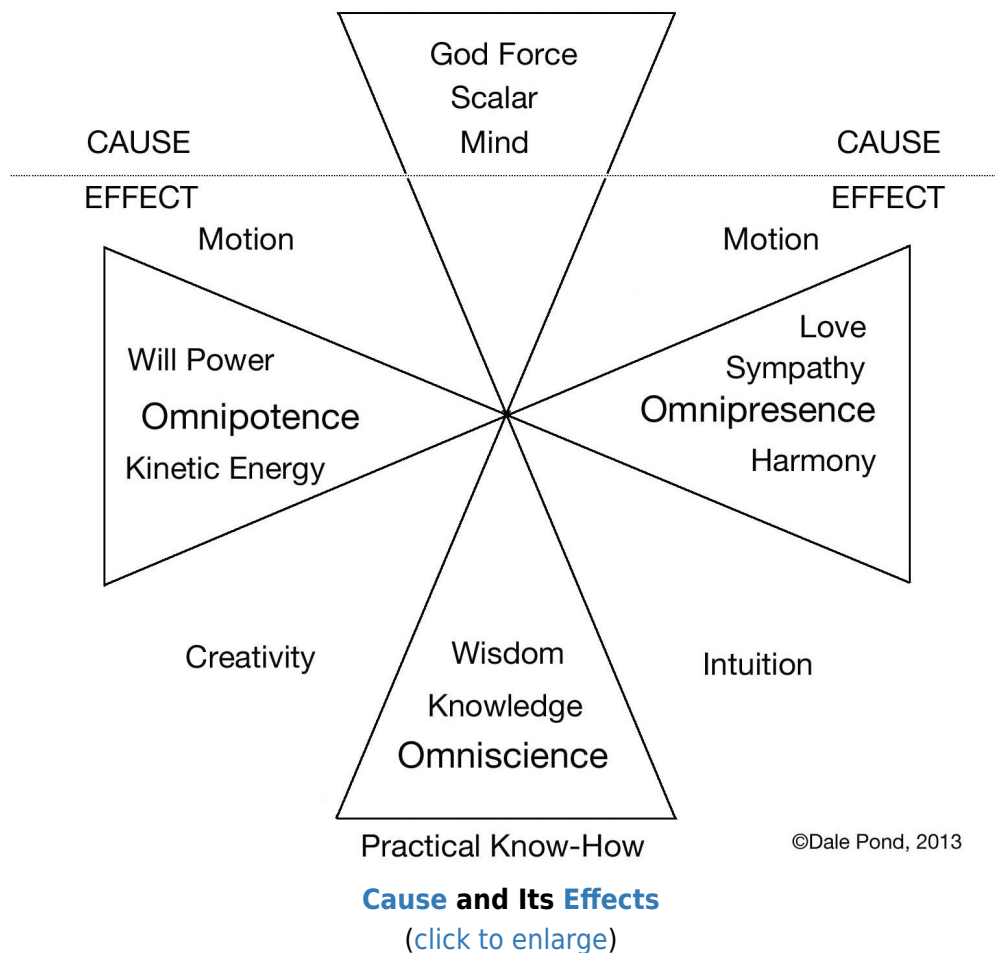 God Force
Scalar
Mind
CAUSE
CAUSE
EFFECT
EFFECT
Motion
Motion
Will Power
Omnipotence
Kinetic Energy
Love
Sympathy
Omnipresence
Harmony
Creativity
Wisdom
Knowledge
Omniscience
Intuition
Practical Know-How
©Dale Pond, 2013
Cause and Its Effects
(click to enlarge)